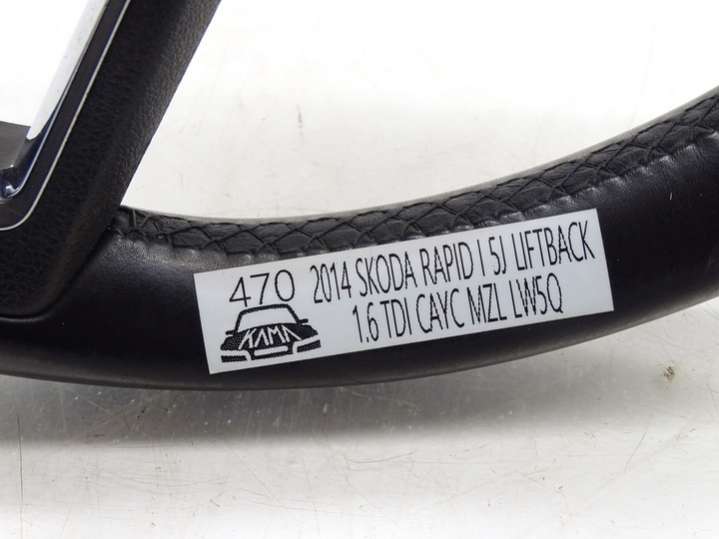 470 2014 SKODA RAPID I 5J LIFTBACK
KAMA 1.6 TDI CAYC MZL LW5Q